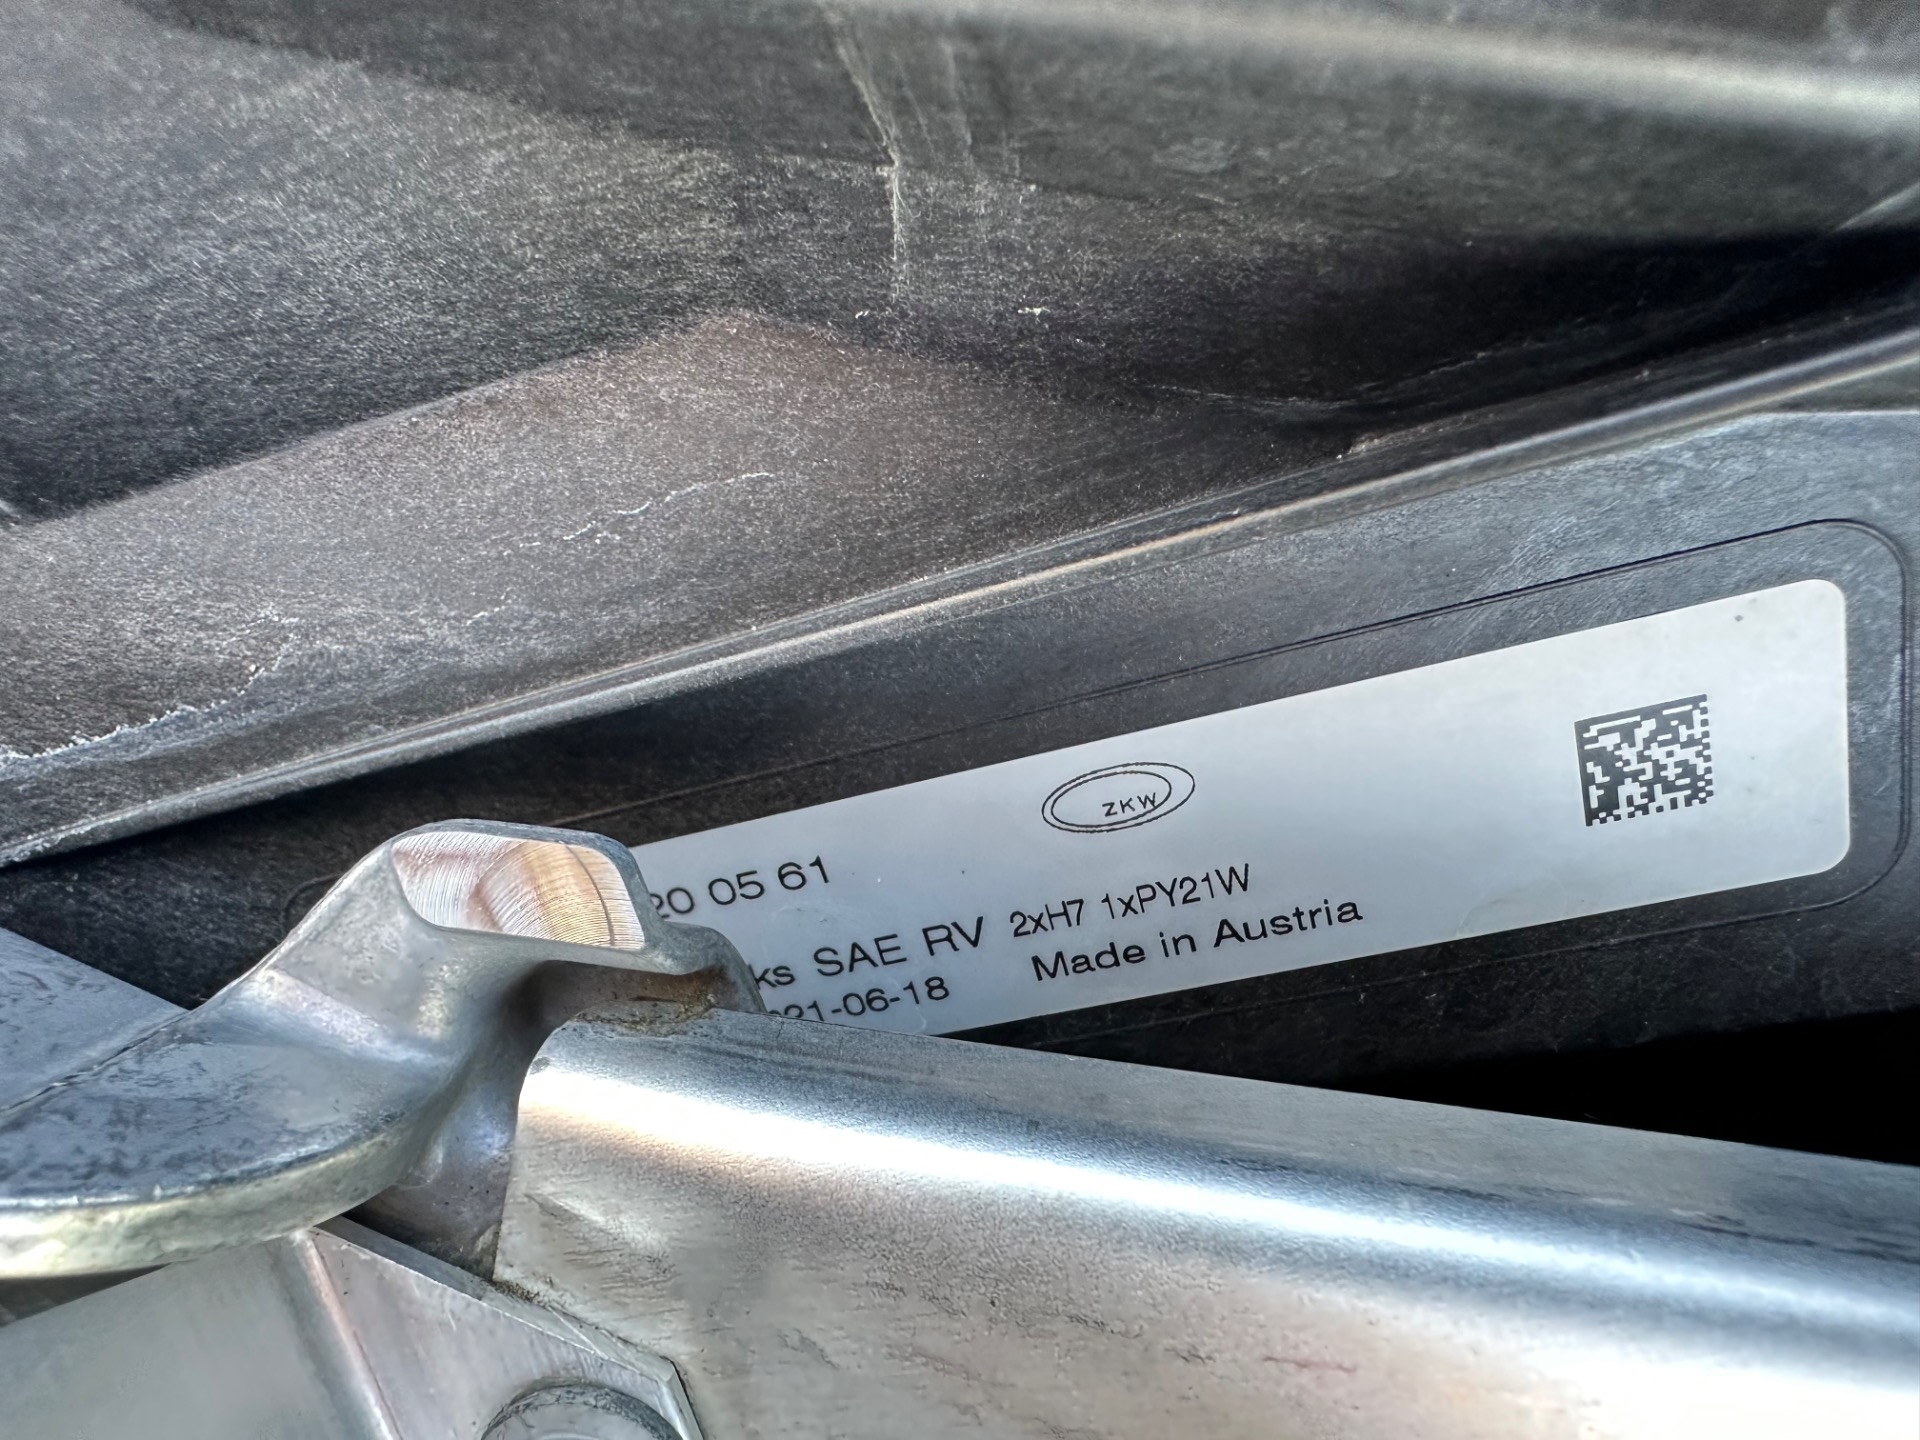 ZKW
20 05 61
ks SAE RV 2xH7 1xPY21W
21-06-18 Made in Austria